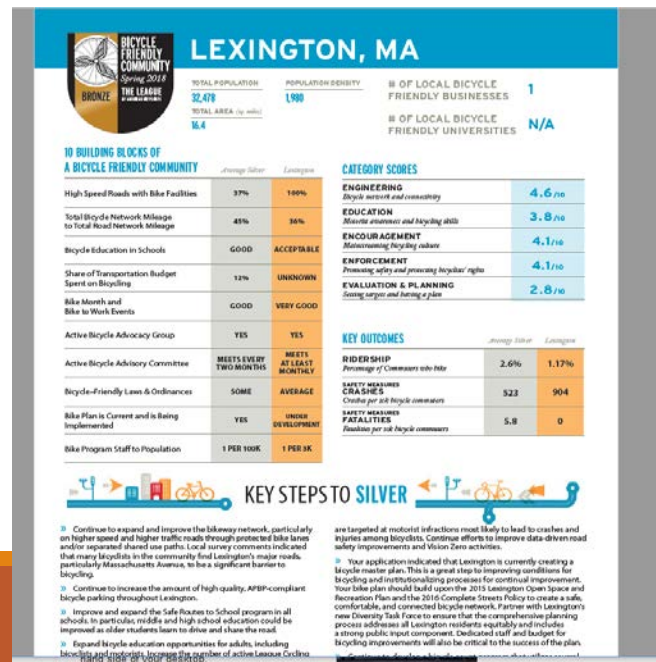 BICYCLE
FRIENDLY
COMMUNITY
Spring 2018
THE LEAGUE
BRONZE
LEXINGTON, MA
TOTAL POPULATION
32,478
TOTAL AREA (sq. miles)
16.4
POPULATION DENSITY
1,980
# OF LOCAL BICYCLE
FRIENDLY BUSINESSES 1
# OF LOCAL BICYCLE
FRIENDLY UNIVERSITIES N/A
10 BUILDING BLOCKS OF
A BICYCLE FRIENDLY COMMUNITY Average Silver Lexington
High Speed Roads with Bike Facilities 37% 100%
Total Bicycle Network Mileage
to Total Road Network Mileage 45% 36%
Bicycle Education in Schools GOOD ACCEPTABLE
Share of Transportation Budget
Spent on Bicycling 12% UNKNOWN
Bike Month and
Bike to Work Events GOOD VERY GOOD
Active Bicycle Advocacy Group YES YES
Active Bicycle Advisory Committee MEETS EVERY TWO MONTHS MEETS AT LEAST MONTHLY
Bicycle–Friendly Laws & Ordinances SOME AVERAGE
Bike Plan is Current and is Being
Implemented YES UNDER DEVELOPMENT
Bike Program Staff to Population 1 PER 100K 1 PER 8K
CATEGORY SCORES
ENGINEERING
Bicycle network and connectivity 4.6/10
EDUCATION
Motorist awareness and bicycling skills 3.8/10
ENCOURAGEMENT
Mainstreaming bicycling culture 4.1/10
ENFORCEMENT
Promoting safety and protecting bicyclists' rights 4.1/10
EVALUATION & PLANNING
Setting targets and having a plan 2.8/10
KEY OUTCOMES Average Silver Lexington
RIDERSHIP
Percentage of Commuters who bike 2.6% 1.17%
SAFETY MEASURES
CRASHES
Crashes per 10k bicycle commuters 523 904
SAFETY MEASURES
FATALITIES
Fatalities per 10k bicycle commuters 5.8 0
KEY STEPS TO SILVER
» Continue to expand and improve the bikeway network, particularly
on higher speed and higher traffic roads through protected bike lanes
and/or separated shared use paths. Local survey comments indicated
that many bicyclists in the community find Lexington's major roads,
particularly Massachusetts Avenue, to be a significant barrier to
bicycling.
» Continue to increase the amount of high quality, APBP-compliant
bicycle parking throughout Lexington.
» Improve and expand the Safe Routes to School program in all
schools. In particular, middle and high school education could be
improved as older students learn to drive and share the road.
» Expand bicycle education opportunities for adults, including
bicyclists and motorists. Increase the number of active League Cycling
are targeted at motorist infractions most likely to lead to crashes and
injuries among bicyclists. Continue efforts to improve data-driven road
safety improvements and Vision Zero activities.
» Your application indicated that Lexington is currently creating a
bicycle master plan. This is a great step to improving conditions for
bicycling and institutionalizing processes for continual improvement.
Your bike plan should build upon the 2015 Lexington Open Space and
Recreation Plan and the 2016 Complete Streets Policy to create a safe,
comfortable, and connected bicycle network. Partner with Lexington's
new Diversity Task Force to ensure that the comprehensive planning
process addresses all Lexington residents equitably and includes
a strong public input component. Dedicated staff and budget for
bicycling improvements will also be critical to the success of the plan.
hand side of your desktop